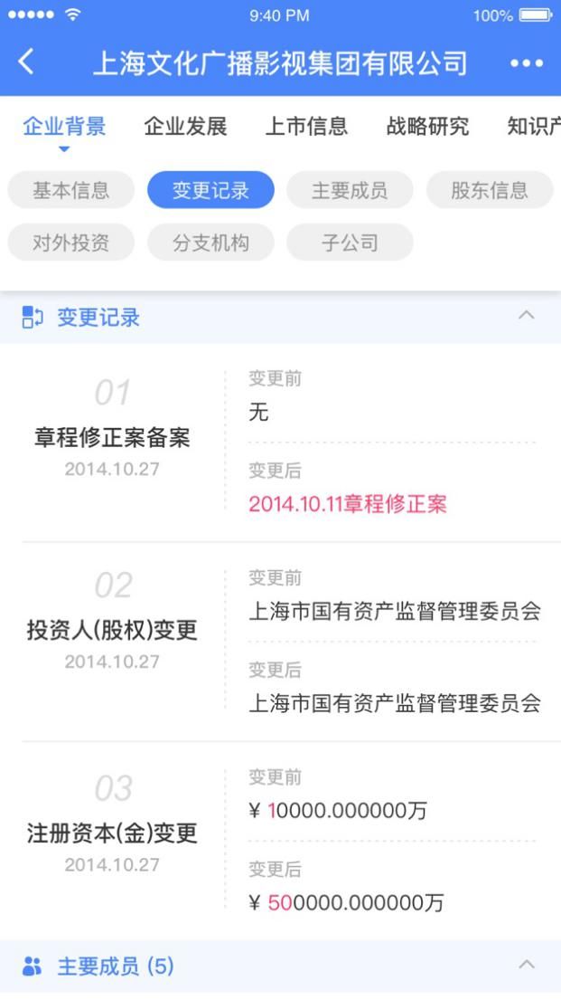 9:40 PM 100%
上海文化广播影视集团有限公司
企业背景 企业发展 上市信息 战略研究 知识产
基本信息 变更记录 主要成员 股东信息
对外投资 分支机构 子公司
变更记录
01
章程修正案备案
2014.10.27
变更前
无
变更后
2014.10.11章程修正案
02
投资人(股权)变更
2014.10.27
变更前
上海市国有资产监督管理委员会
变更后
上海市国有资产监督管理委员会
03
注册资本(金)变更
2014.10.27
变更前
¥ 10000.000000万
变更后
¥ 500000.000000万
主要成员 (5)